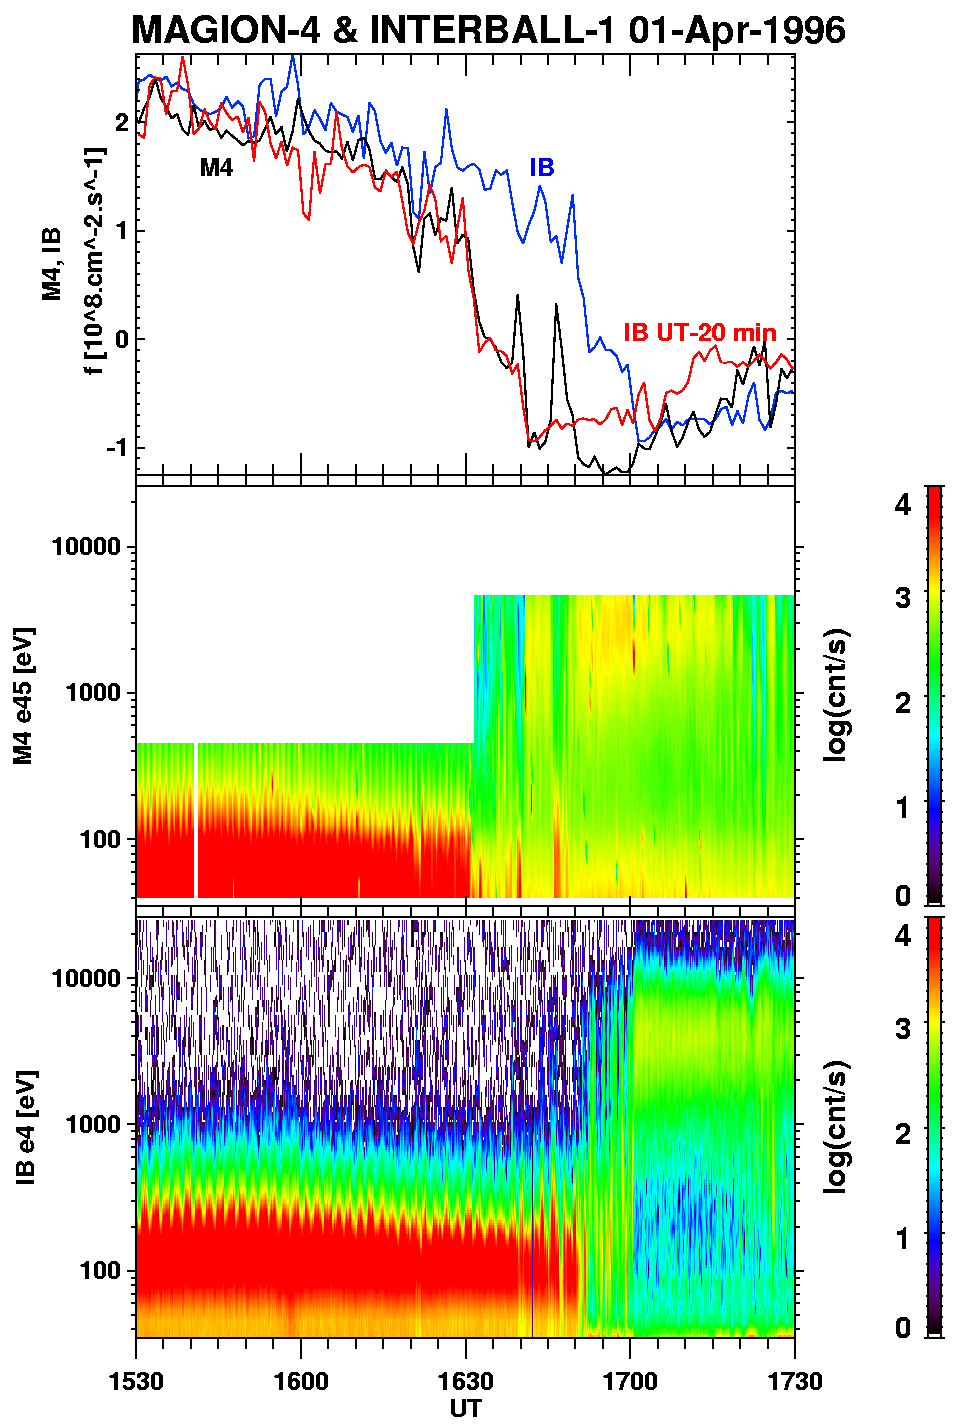 MAGION-4 & INTERBALL-1 01-Apr-1996
M4, IB
f [10^8.cm^-2.s^-1]
2
1
0
-1
M4
IB
IB UT-20 min
M4 e45 [eV]
10000
1000
100
log(cnt/s)
4
3
2
1
0
IB e4 [eV]
10000
1000
100
log(cnt/s)
4
3
2
1
0
1530 1600 1630 1700 1730
UT